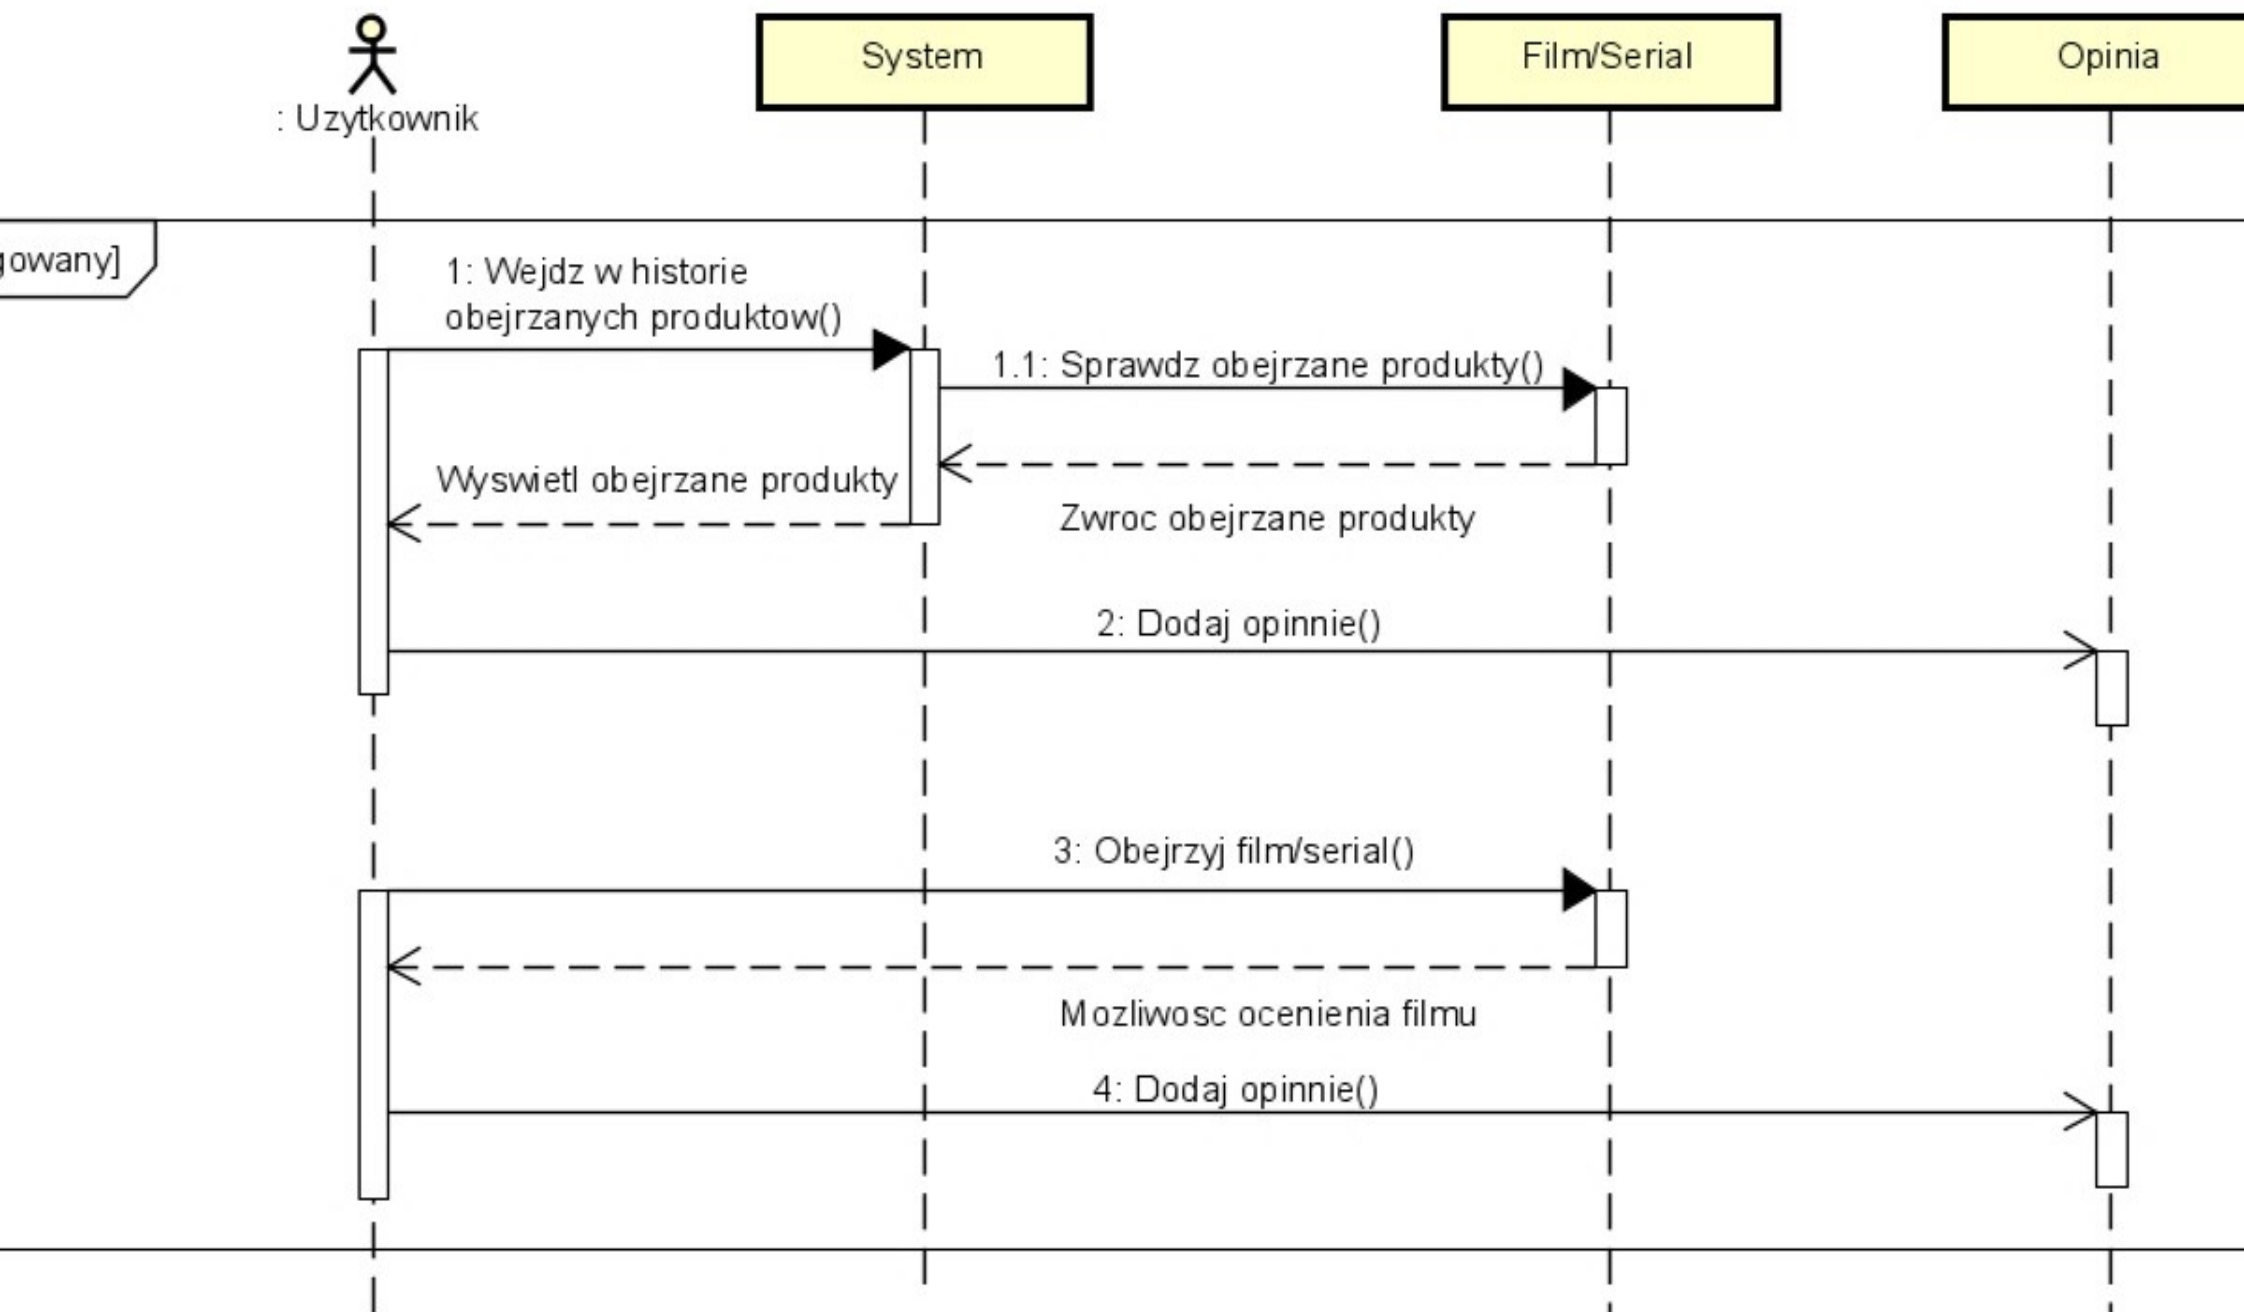 : Uzytkownik
System
Film/Serial
Opinia
gowany]
1: Wejdz w historie
obejrzanych produktow()
1.1: Sprawdz obejrzane produkty()
Wyswietl obejrzane produkty
Zwroc obejrzane produkty
2: Dodaj opinnie()
3: Obejrzyj film/serial()
Mozliwosc ocenienia filmu
4: Dodaj opinnie()